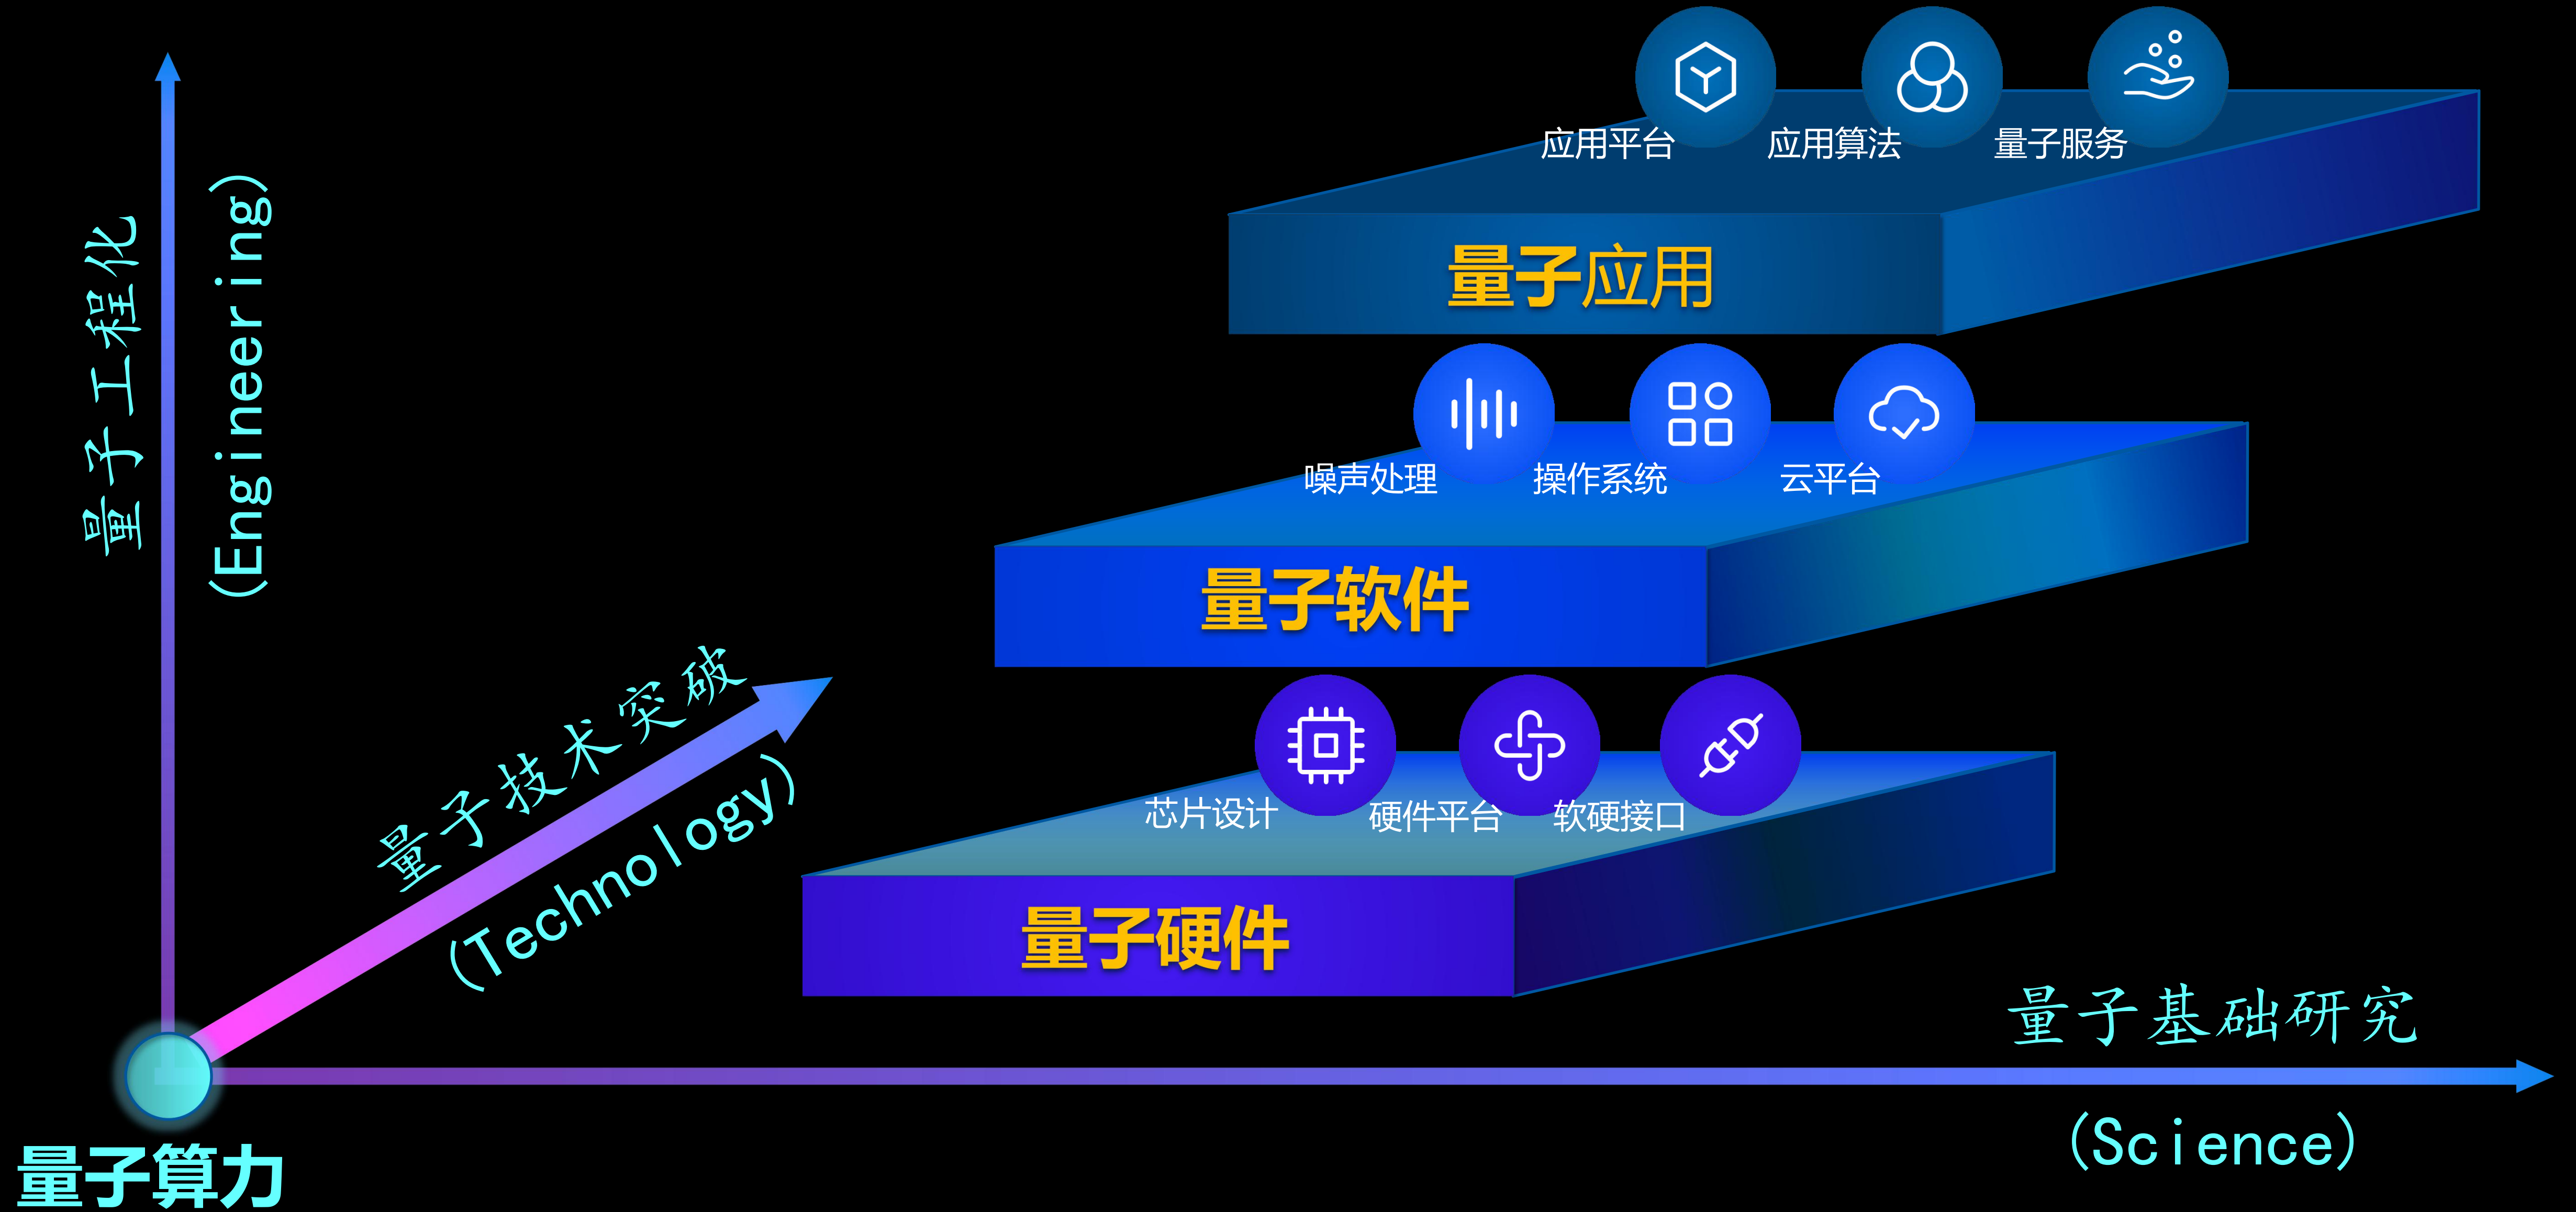 应用平台
应用算法
量子服务
量子应用
噪声处理
操作系统
云平台
量子软件
芯片设计
硬件平台
软硬接口
量子硬件
量子工程化
(Engineering)
量子技术突破
(Technology)
量子基础研究
(Science)
量子算力